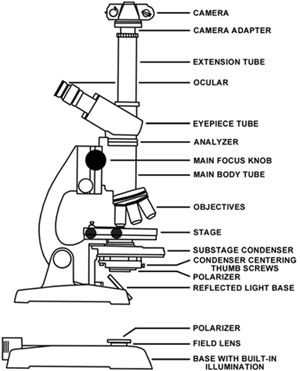 CAMERA
CAMERA ADAPTER
EXTENSION TUBE
OCULAR
EYEPIECE TUBE
ANALYZER
MAIN FOCUS KNOB
MAIN BODY TUBE
OBJECTIVES
STAGE
SUBSTAGE CONDENSER
CONDENSER CENTERING
THUMB SCREWS
POLARIZER
REFLECTED LIGHT BASE
POLARIZER
FIELD LENS
BASE WITH BUILT-IN
ILLUMINATION